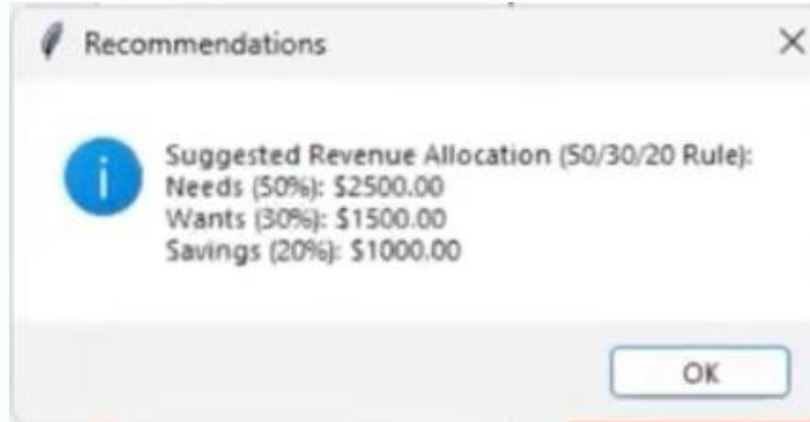 Recommendations
Suggested Revenue Allocation (50/30/20 Rule):
Needs (50%): $2500.00
Wants (30%): $1500.00
Savings (20%): $1000.00
OK